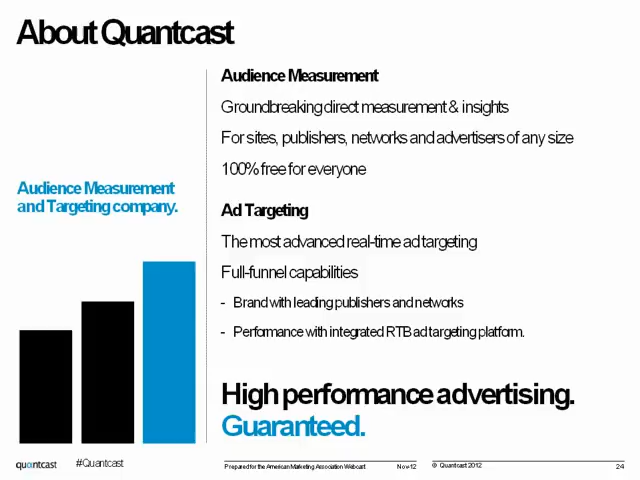 About Quantcast
Audience Measurement
Groundbreaking direct measurement & insights
For sites, publishers, networks and advertisers of any size
100% free for everyone
Audience Measurement
and Targeting company.
Ad Targeting
The most advanced real-time ad targeting
Full-funnel capabilities
- Brand with leading publishers and networks
- Performance with integrated RTB ad targeting platform.
High performance advertising.
Guaranteed.
quantcast
#Quantcast
Prepared for the American Marketing Association Webcast
Nov-12
© Quantcast 2012
24